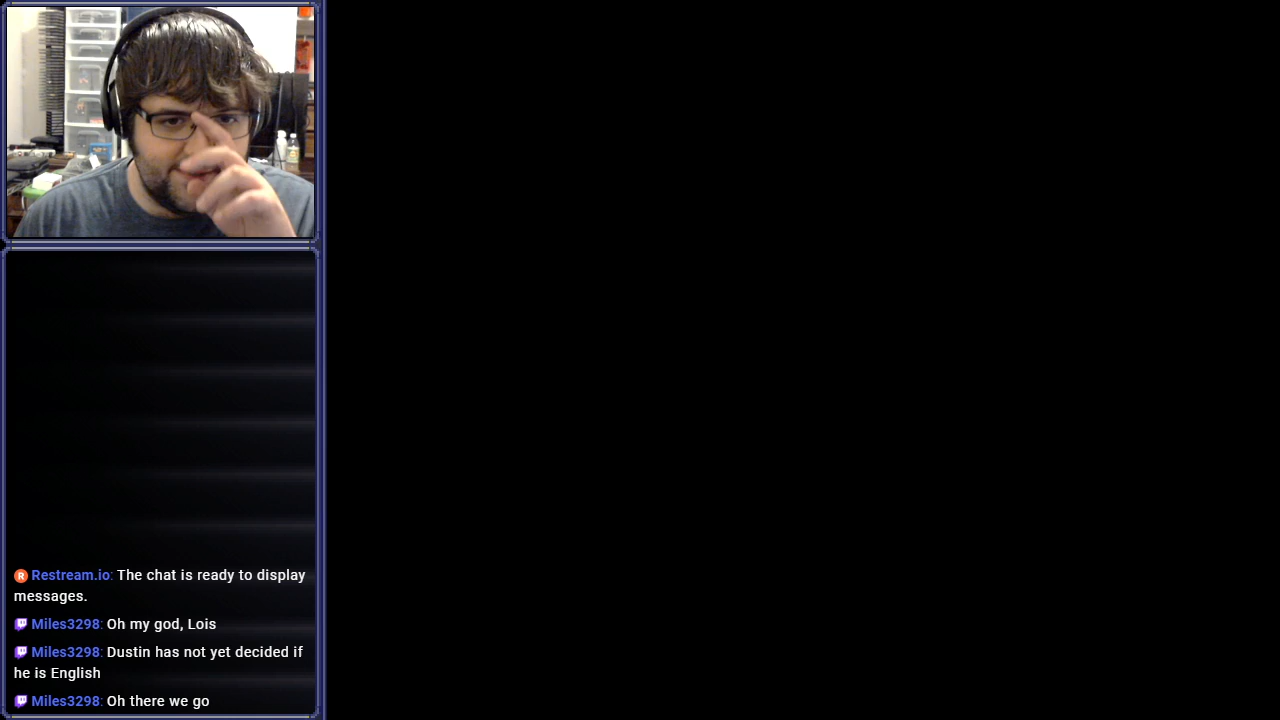 Restream.io: The chat is ready to display
messages.
Miles3298: Oh my god, Lois
Miles3298: Dustin has not yet decided if
he is English
Miles3298: Oh there we go